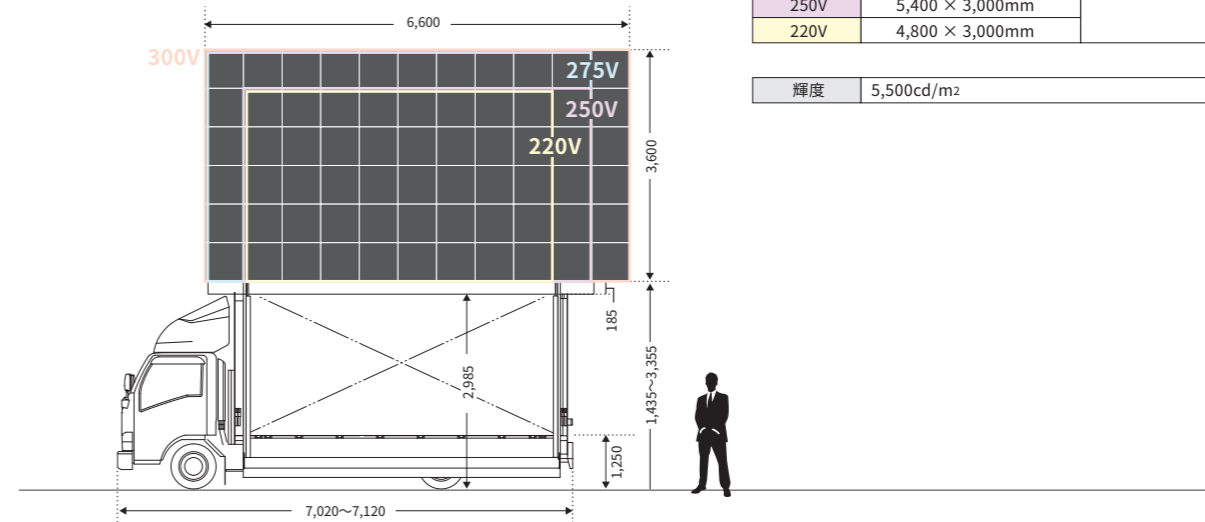 6,600
250V 5,400 × 3,000mm
220V 4,800 × 3,000mm
300V
275V
輝度 5,500cd/m2
250V
220V
3,600
185
2,985
1,435〜3,355
1,250
7,020〜7,120